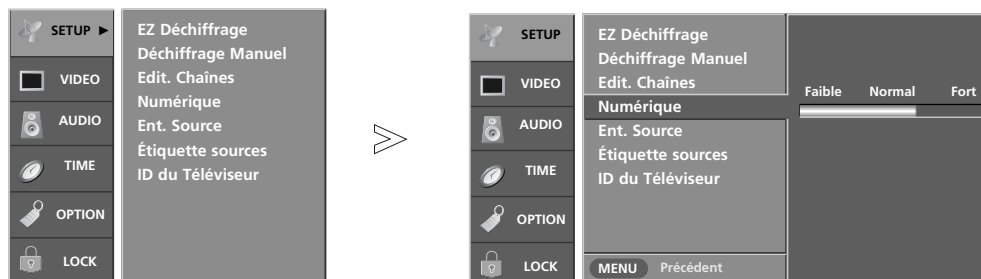 SETUP ►
VIDEO
AUDIO
TIME
OPTION
LOCK
EZ Déchiffrage
Déchiffrage Manuel
Edit. Chaînes
Numérique
Ent. Source
Étiquette sources
ID du Téléviseur
SETUP
VIDEO
AUDIO
TIME
OPTION
LOCK
EZ Déchiffrage
Déchiffrage Manuel
Edit. Chaînes
Numérique
Ent. Source
Étiquette sources
ID du Téléviseur
MENU Précédent
Faible Normal Fort